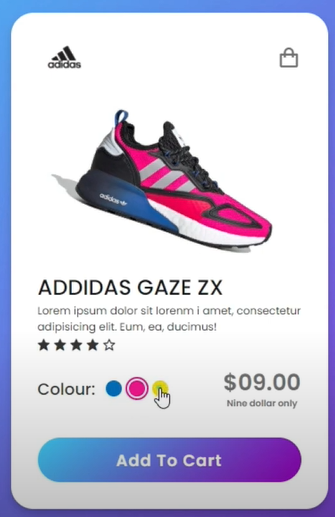 adidas
adidas
ADDIDAS GAZE ZX
Lorem ipsum dolor sit lorenm i amet, consectetur
adipisicing elit. Eum, ea, ducimus!
Colour:
$09.00
Nine dollar only
Add To Cart